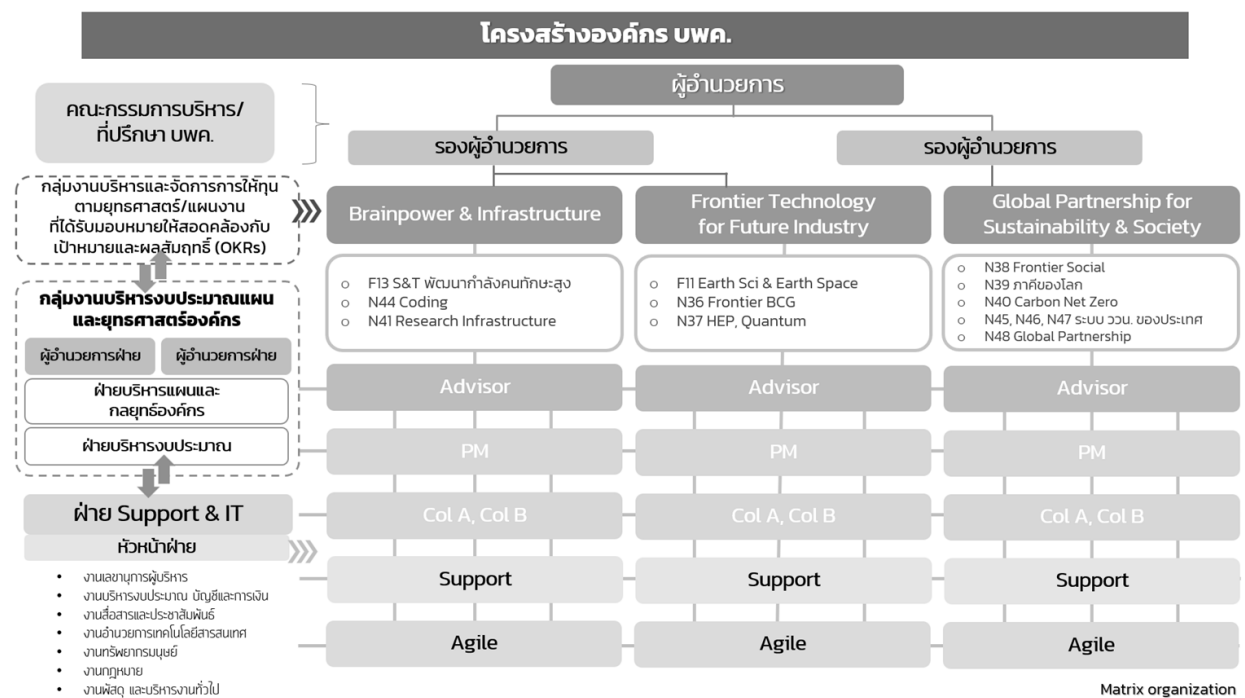 โครงสร้างองค์กร บพค.
ผู้อำนวยการ
คณะกรรมการบริหาร/
ที่ปรึกษา บพค.
รองผู้อำนวยการ
รองผู้อำนวยการ
กลุ่มงานบริหารและจัดการการให้ทุน
ตามยุทธศาสตร์/แผนงาน
ที่ได้รับมอบหมายให้สอดคล้องกับ
เป้าหมายและผลสัมฤทธิ์ (OKRs)
Brainpower & Infrastructure
Frontier Technology
for Future Industry
Global Partnership for
Sustainability & Society
F13 S&T พัฒนากำลังคนทักษะสูง
N44 Coding
N41 Research Infrastructure
F11 Earth Sci & Earth Space
N36 Frontier BCG
N37 HEP, Quantum
N38 Frontier Social
N39 ภาคีของโลก
N40 Carbon Net Zero
N45, N46, N47 ระบบ ววน. ของประเทศ
N48 Global Partnership
กลุ่มงานบริหารงบประมาณแผน
และยุทธศาสตร์องค์กร
ผู้อำนวยการฝ่าย
ผู้อำนวยการฝ่าย
ฝ่ายบริหารแผนและ
กลยุทธ์องค์กร
ฝ่ายบริหารงบประมาณ
Advisor
Advisor
Advisor
PM
PM
PM
ฝ่าย Support & IT
หัวหน้าฝ่าย
Col A, Col B
Col A, Col B
Col A, Col B
งานเลขานุการผู้บริหาร
งานบริหารงบประมาณ บัญชีและการเงิน
งานสื่อสารและประชาสัมพันธ์
งานอำนวยการเทคโนโลยีสารสนเทศ
งานทรัพยากรมนุษย์
งานกฎหมาย
งานพัสดุ และบริหารงานทั่วไป
Support
Support
Support
Agile
Agile
Agile
Matrix organization